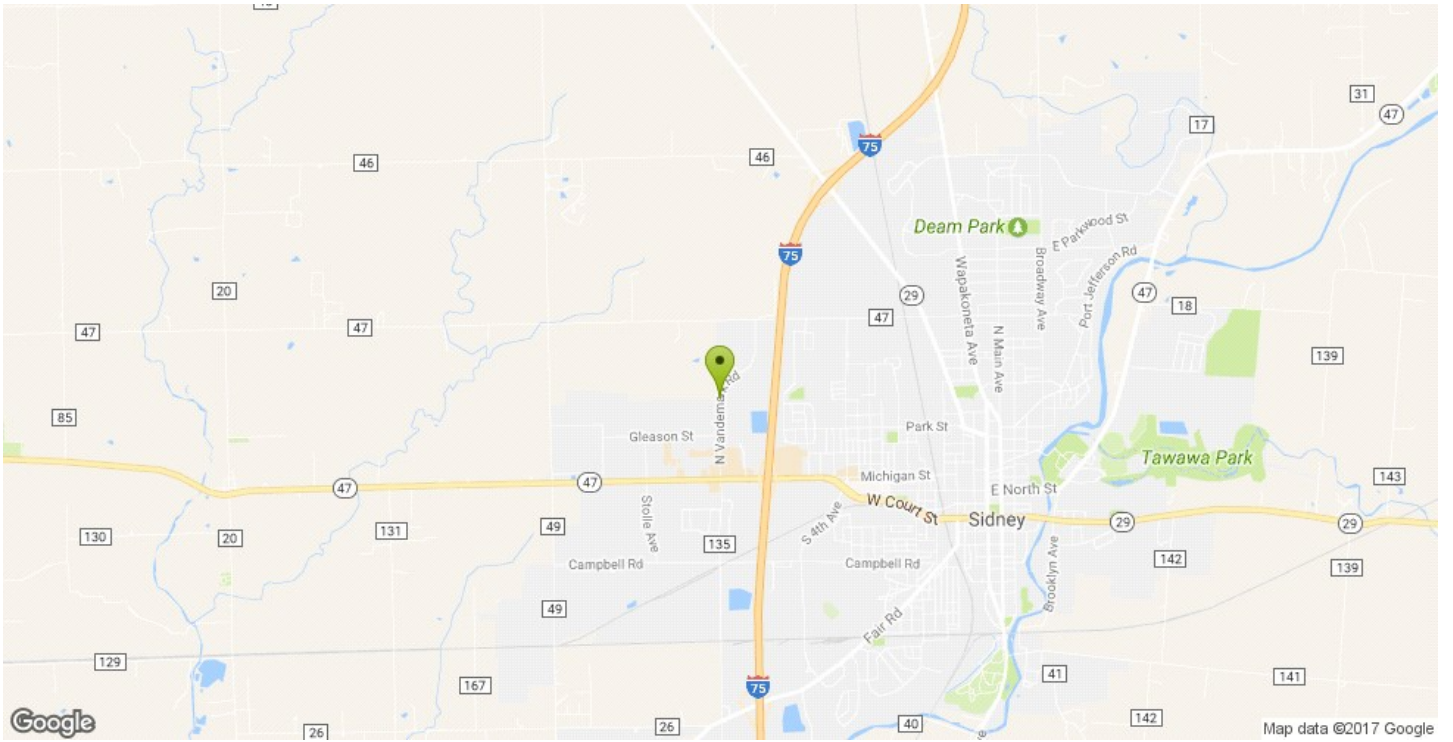 75
31
47
17
46
46
Deam Park
E Parkwood St
75
Broadway Ave
Port Jefferson Rd
Wapakoneta Ave
20
29
47
18
47
47
47
N Main Ave
139
85
N Vandema
Rd
Park St
Gleason St
Michigan St
Tawawa Park
143
47
47
E North St
W Court St
Sidney
29
29
Stolle Ave
S 4th Ave
130
20
131
49
135
Campbell Rd
Campbell Rd
142
139
Brooklyn Ave
49
Fair Rd
129
167
75
41
141
26
26
40
142
Google
Map data ©2017 Google